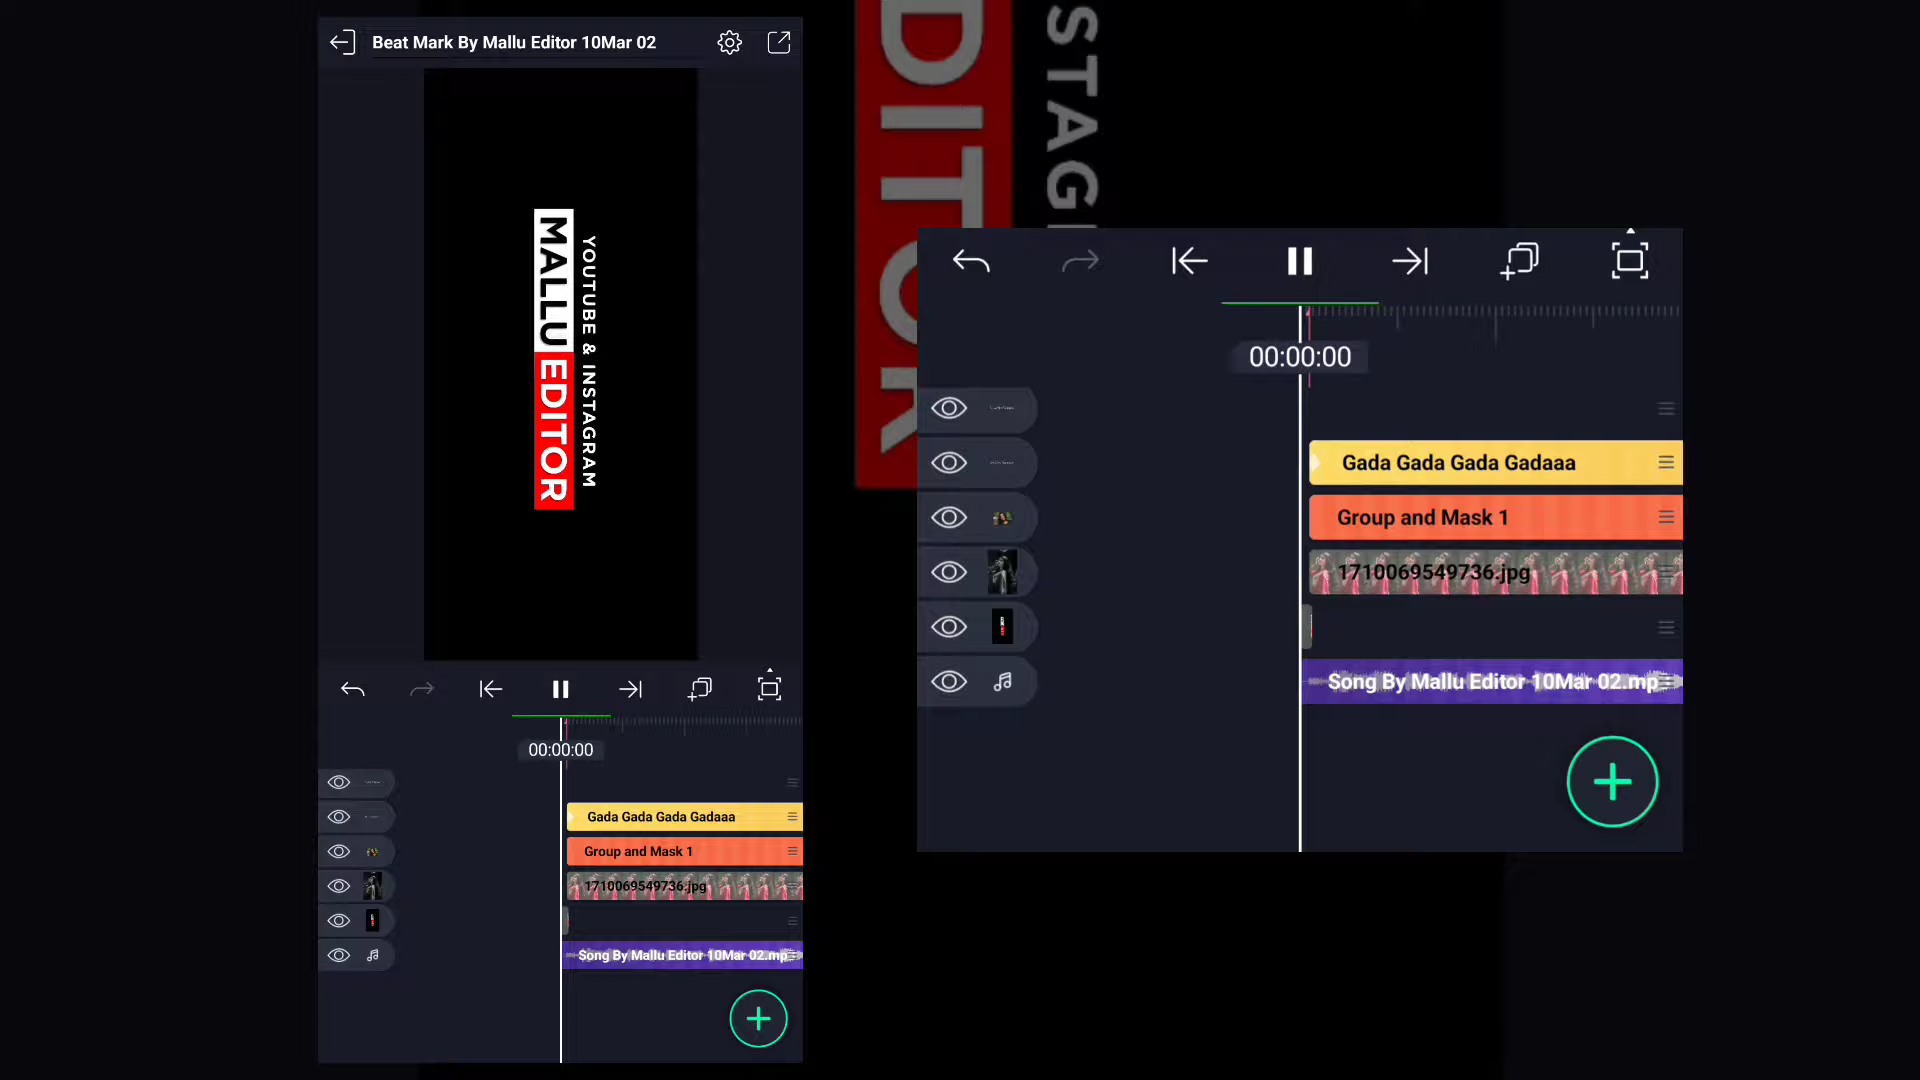 Beat Mark By Mallu Editor 10Mar 02
MALLU EDITOR
YOUTUBE & INSTAGRAM
00:00:00
Gada Gada Gada Gadaaa
Group and Mask 1
1710069549736.jpg
Song By Mallu Editor 10Mar 02.mp
DITOR
STAG
00:00:00
Gada Gada Gada Gadaaa
Group and Mask 1
1710069549736.jpg
Song By Mallu Editor 10Mar 02.mp